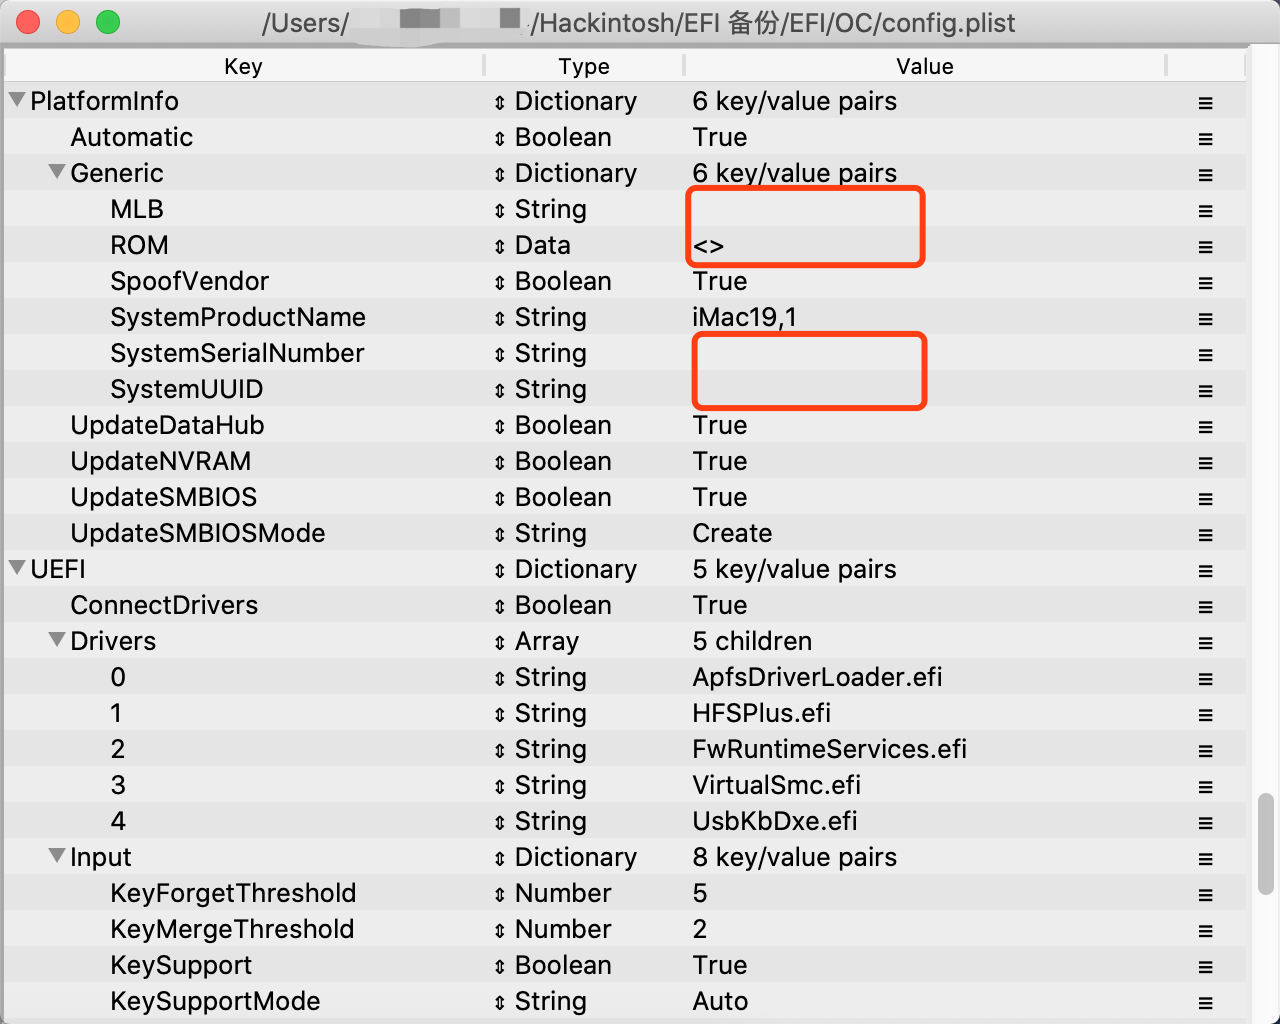 /Users/ /Hackintosh/EFI 备份/EFI/OC/config.plist
Key Type Value
PlatformInfo Dictionary 6 key/value pairs
Automatic Boolean True
Generic Dictionary 6 key/value pairs
MLB String
ROM Data <>
SpoofVendor Boolean True
SystemProductName String iMac19,1
SystemSerialNumber String
SystemUUID String
UpdateDataHub Boolean True
UpdateNVRAM Boolean True
UpdateSMBIOS Boolean True
UpdateSMBIOSMode String Create
UEFI Dictionary 5 key/value pairs
ConnectDrivers Boolean True
Drivers Array 5 children
0 String ApfsDriverLoader.efi
1 String HFSPlus.efi
2 String FwRuntimeServices.efi
3 String VirtualSmc.efi
4 String UsbKbDxe.efi
Input Dictionary 8 key/value pairs
KeyForgetThreshold Number 5
KeyMergeThreshold Number 2
KeySupport Boolean True
KeySupportMode String Auto